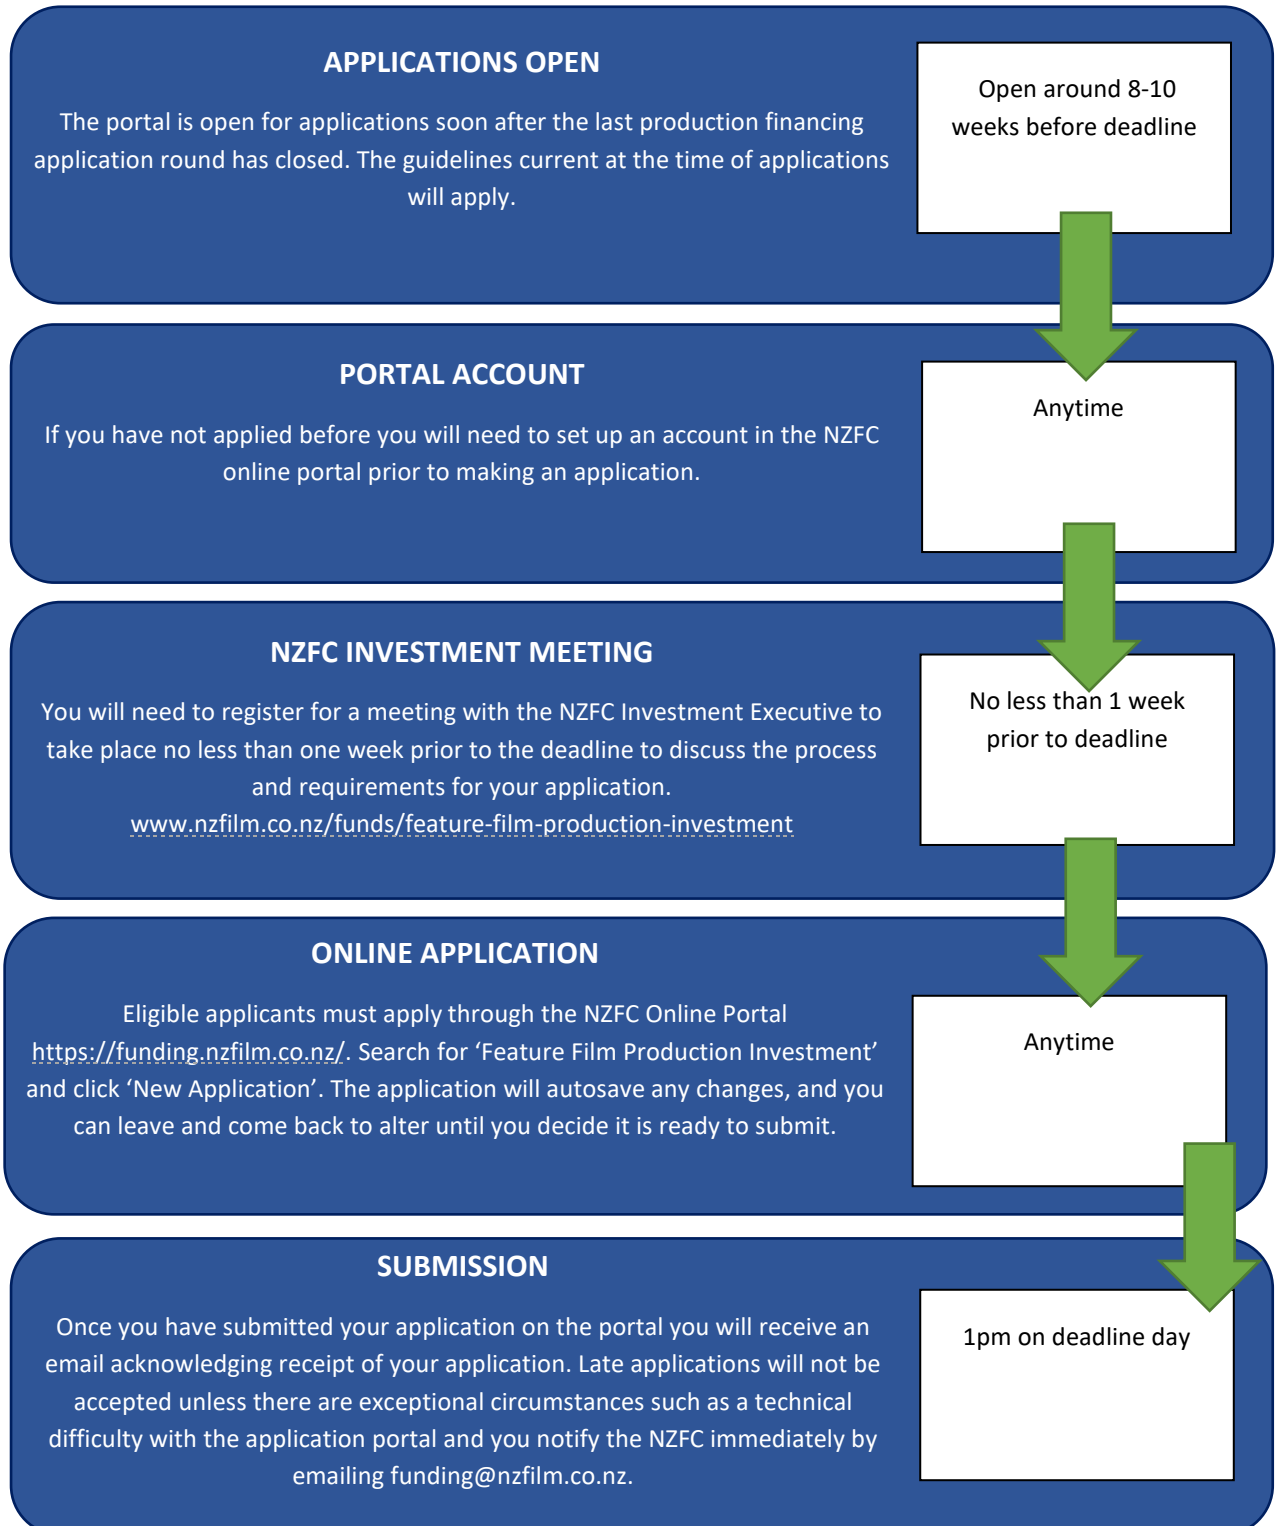 APPLICATIONS OPEN
The portal is open for applications soon after the last production financing
application round has closed. The guidelines current at the time of applications
will apply.
Open around 8-10
weeks before deadline
PORTAL ACCOUNT
If you have not applied before you will need to set up an account in the NZFC
online portal prior to making an application.
Anytime
NZFC INVESTMENT MEETING
You will need to register for a meeting with the NZFC Investment Executive to
take place no less than one week prior to the deadline to discuss the process
and requirements for your application.
www.nzfilm.co.nz/funds/feature-film-production-investment
No less than 1 week
prior to deadline
ONLINE APPLICATION
Eligible applicants must apply through the NZFC Online Portal
https://funding.nzfilm.co.nz/. Search for ‘Feature Film Production Investment’
and click ‘New Application’. The application will autosave any changes, and you
can leave and come back to alter until you decide it is ready to submit.
Anytime
SUBMISSION
Once you have submitted your application on the portal you will receive an
email acknowledging receipt of your application. Late applications will not be
accepted unless there are exceptional circumstances such as a technical
difficulty with the application portal and you notify the NZFC immediately by
emailing funding@nzfilm.co.nz.
1pm on deadline day